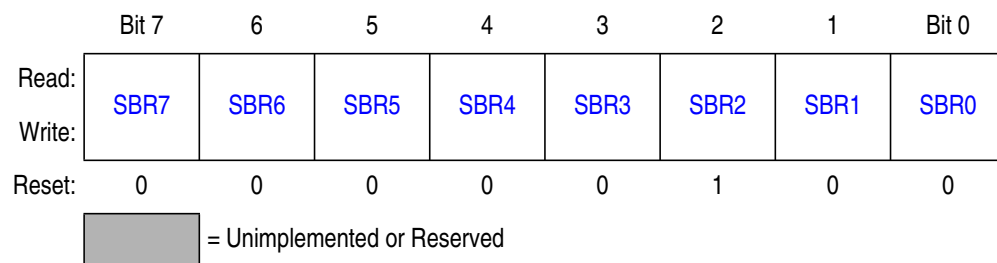 Bit 7 6 5 4 3 2 1 Bit 0
Read:
SBR7 SBR6 SBR5 SBR4 SBR3 SBR2 SBR1 SBR0
Write:
Reset: 0 0 0 0 0 1 0 0
= Unimplemented or Reserved